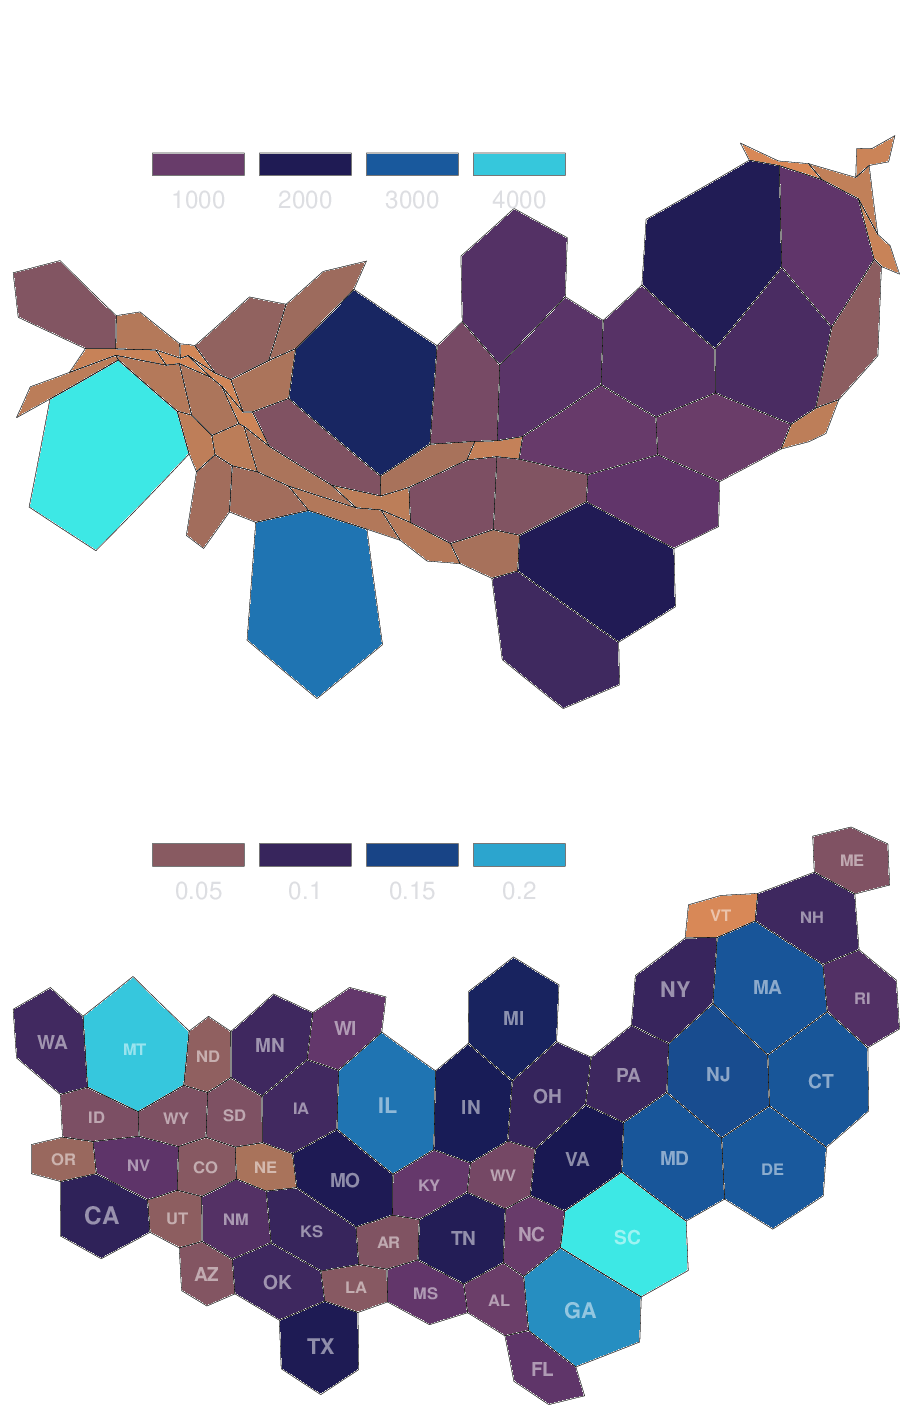 1000 2000 3000 4000
0.05 0.1 0.15 0.2
ME
VT NH
NY MA RI
WA MT ND MN WI MI
ID WY SD IA IL IN OH PA NJ CT
OR NV CO NE MO KY WV VA MD DE
CA UT NM KS AR TN NC SC
AZ OK LA MS AL GA
TX FL